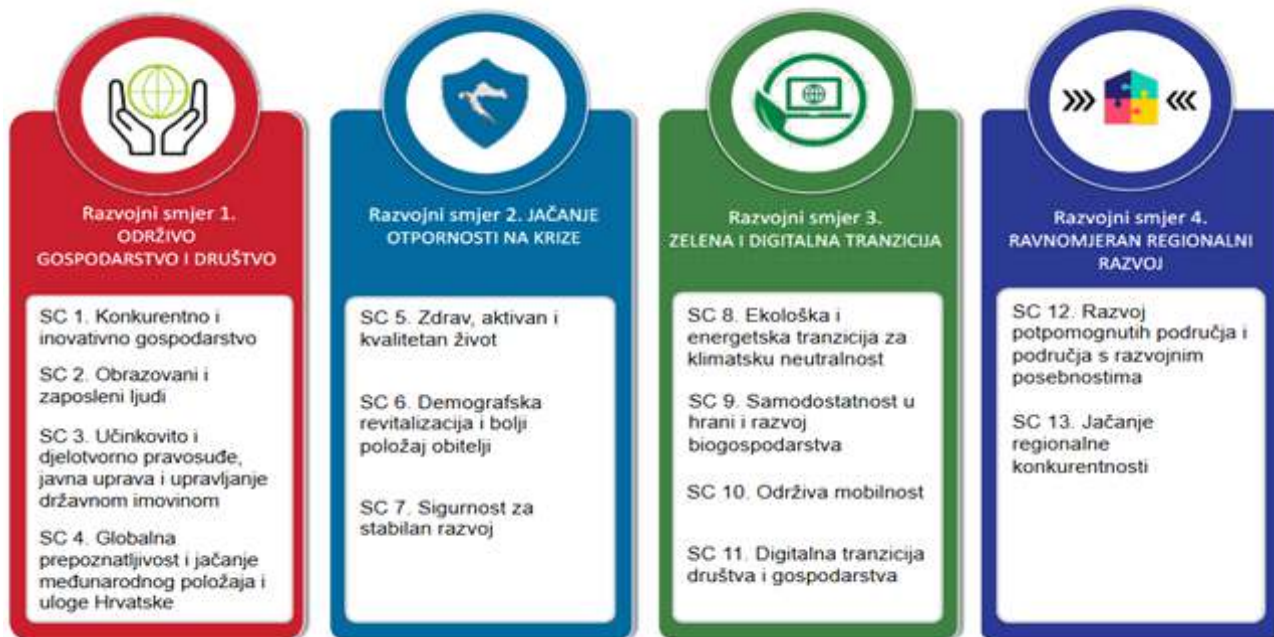 Razvojni smjer 1.
ODRŽIVO
GOSPODARSTVO I DRUŠTVO
SC 1. Konkurentno i
inovativno gospodarstvo
SC 2. Obrazovani i
zaposleni ljudi
SC 3. Učinkovito i
djelotvorno pravosuđe,
javna uprava i upravljanje
državnom imovinom
SC 4. Globalna
prepoznatljivost i jačanje
međunarodnog položaja i
uloge Hrvatske
Razvojni smjer 2. JAČANJE
OTPORNOSTI NA KRIZE
SC 5. Zdrav, aktivan i
kvalitetan život
SC 6. Demografska
revitalizacija i bolji
položaj obitelji
SC 7. Sigurnost za
stabilan razvoj
Razvojni smjer 3.
ZELENA I DIGITALNA TRANZICIJA
SC 8. Ekološka i
energetska tranzicija za
klimatsku neutralnost
SC 9. Samodostatnost u
hrani i razvoj
biogospodarstva
SC 10. Održiva mobilnost
SC 11. Digitalna tranzicija
društva i gospodarstva
Razvojni smjer 4.
RAVNOMJERAN REGIONALNI
RAZVOJ
SC 12. Razvoj
potpomognutih područja i
područja s razvojnim
posebnostima
SC 13. Jačanje
regionalne
konkurentnosti